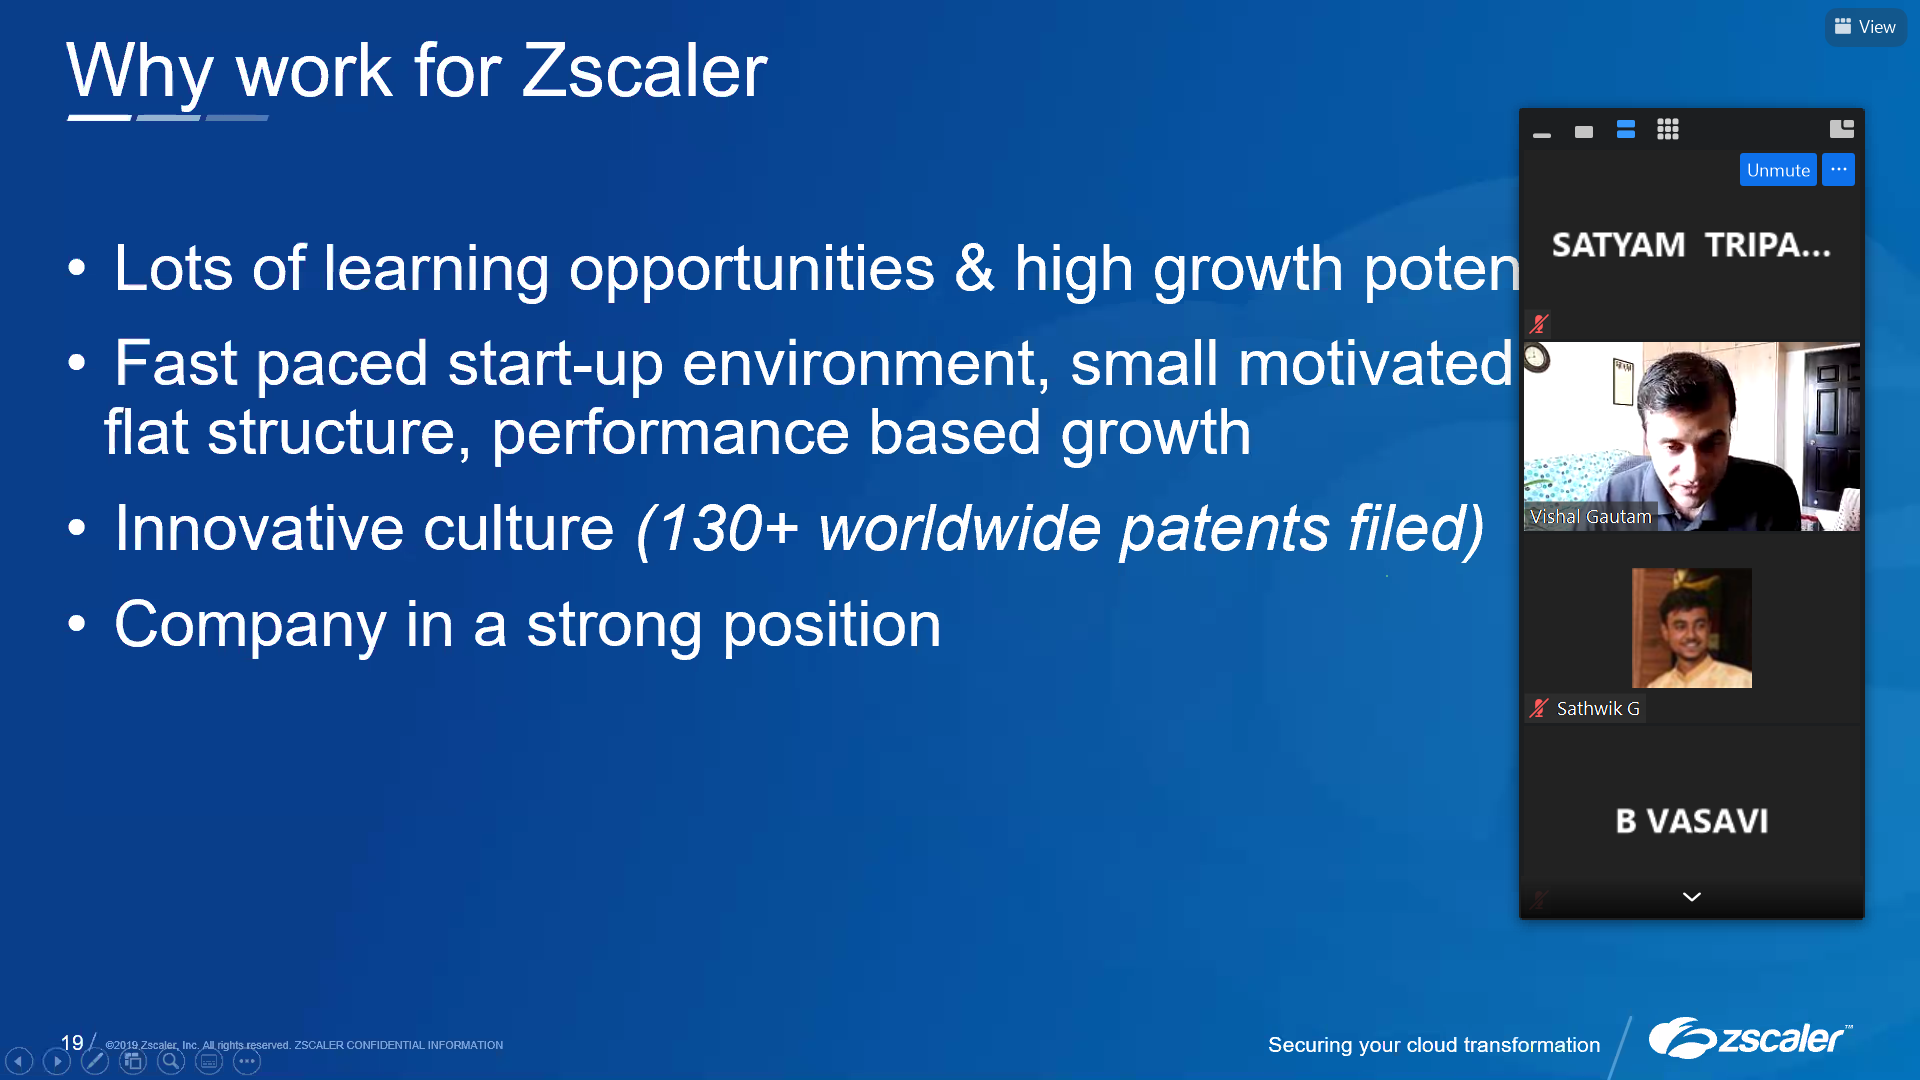 Why work for Zscaler
• Lots of learning opportunities & high growth poten
• Fast paced start-up environment, small motivated
flat structure, performance based growth
• Innovative culture (130+ worldwide patents filed)
• Company in a strong position
View
Unmute ...
SATYAM TRIPA...
Vishal Gautam
Sathwik G
B VASAVI
19 / ©2019 Zscaler, Inc. All rights reserved. ZSCALER CONFIDENTIAL INFORMATION
Securing your cloud transformation
zscaler™